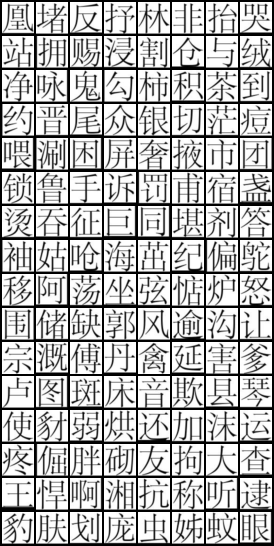 凰堵反抒林非抬哭
站拥赐浸割仓与绒
净咏鬼勾柿积茶到
约晋尾众银切茫痘
喂涮困屏奢掖市团
锁鲁手诉罚甫宿盏
烫吞征巨同堪剂答
袖姑呛海茁纪偏鸵
移阿荡坐弦惦炉怒
围储缺郭风逾沟让
宗溉傅丹禽延害爹
卢图斑床音欺县琴
使豺弱烘还加沫运
疼倔胖砌友拘大查
王悍啊湘抗称听逮
豹肤划庞虫姊蚊眼